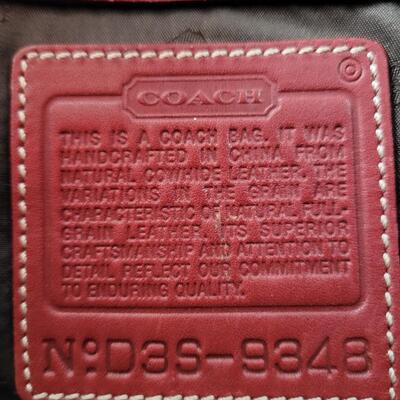 ©
COACH
THIS IS A COACH BAG. IT WAS
HANDCRAFTED IN CHINA FROM
NATURAL COWHIDE LEATHER. THE
VARIATIONS IN THE GRAIN ARE
CHARACTERISTIC OF NATURAL FULL-
GRAIN LEATHER. ITS SUPERIOR
CRAFTSMANSHIP AND ATTENTION TO
DETAIL REFLECT OUR COMMITMENT
TO ENDURING QUALITY.
Nº D3S-9348